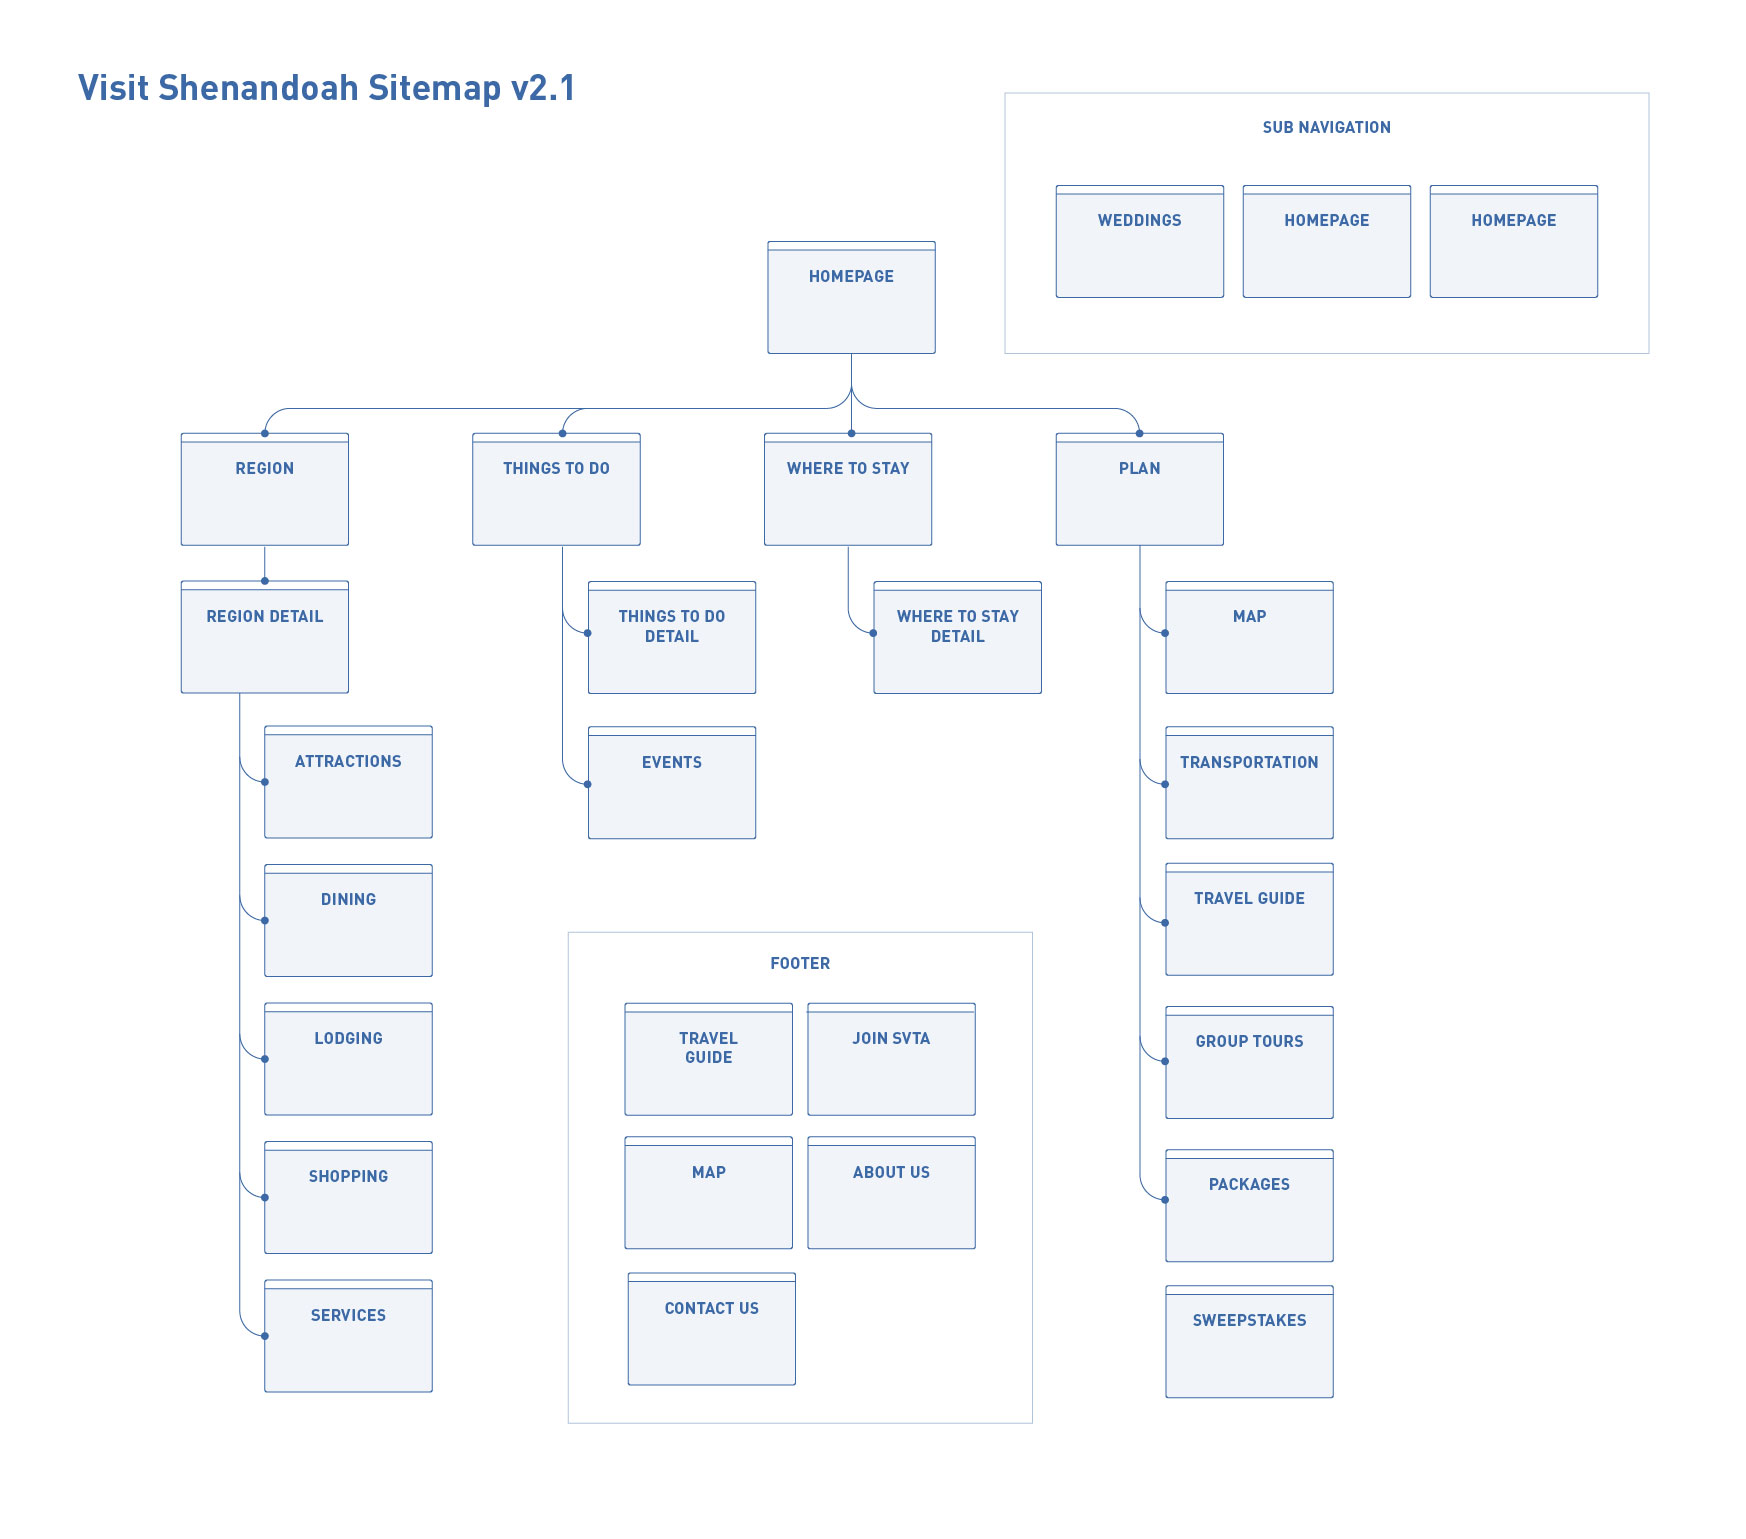 Visit Shenandoah Sitemap v2.1
SUB NAVIGATION
WEDDINGS
HOMEPAGE
HOMEPAGE
HOMEPAGE
REGION
THINGS TO DO
WHERE TO STAY
PLAN
REGION DETAIL
THINGS TO DO
DETAIL
WHERE TO STAY
DETAIL
MAP
ATTRACTIONS
EVENTS
TRANSPORTATION
DINING
TRAVEL GUIDE
LODGING
GROUP TOURS
SHOPPING
PACKAGES
SERVICES
SWEEPSTAKES
FOOTER
TRAVEL
GUIDE
JOIN SVTA
MAP
ABOUT US
CONTACT US